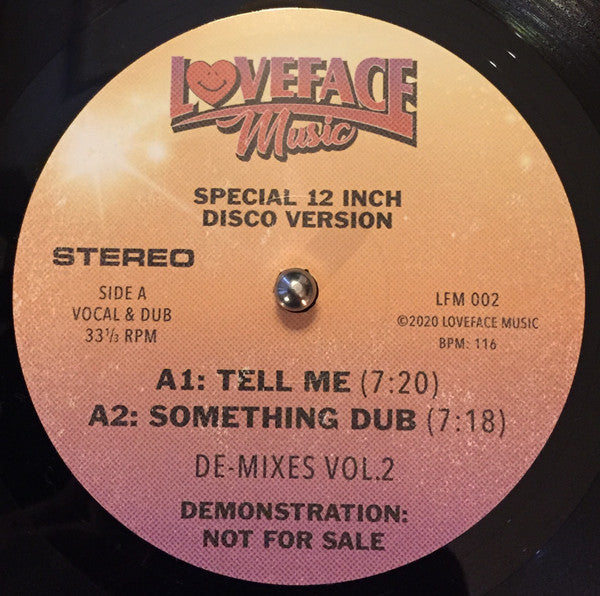 LOVEFACE
Music
SPECIAL 12 INCH
DISCO VERSION
STEREO
SIDE A
VOCAL & DUB
33⅓ RPM
LFM 002
©2020 LOVEFACE MUSIC
BPM: 116
A1: TELL ME (7:20)
A2: SOMETHING DUB (7:18)
DE-MIXES VOL.2
DEMONSTRATION:
NOT FOR SALE